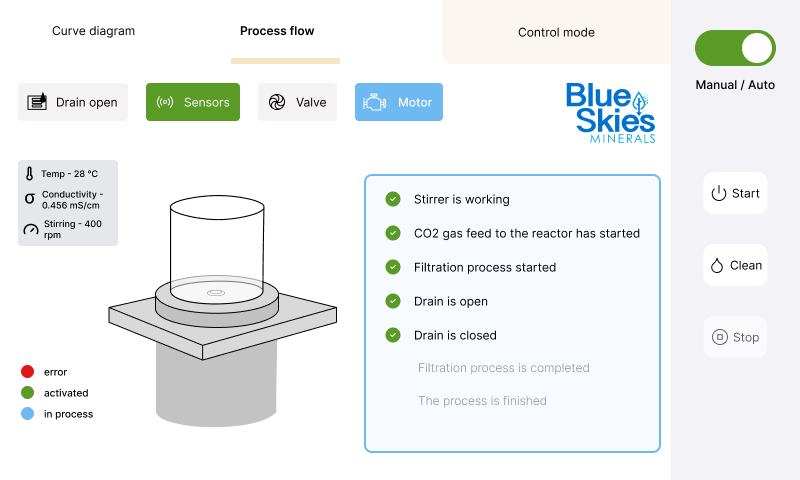 Curve diagram
Process flow
Control mode
Manual / Auto
Drain open
Sensors
Valve
Motor
Blue
Skies
MINERALS
Temp - 28 °C
σ Conductivity -
0.456 mS/cm
Stirring - 400
rpm
Stirrer is working
CO2 gas feed to the reactor has started
Filtration process started
Drain is open
Drain is closed
Filtration process is completed
The process is finished
Start
Clean
Stop
error
activated
in process